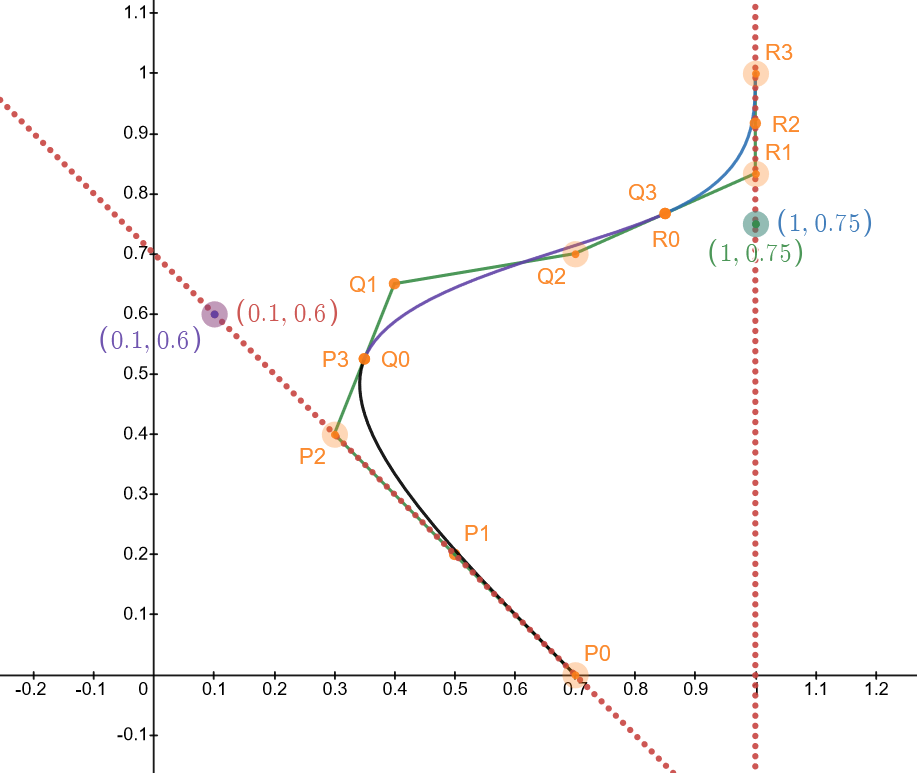 1.1
R3
1
R2
0.9
R1
0.8
Q3
(1, 0.75)
R0
0.7
(1, 0.75)
Q2
Q1
0.6
(0.1, 0.6)
(0.1, 0.6)
P3 Q0
0.5
0.4
P2
0.3
P1
0.2
0.1
P0
-0.2 -0.1 0 0.1 0.2 0.3 0.4 0.5 0.6 0.7 0.8 0.9 1 1.1 1.2
-0.1